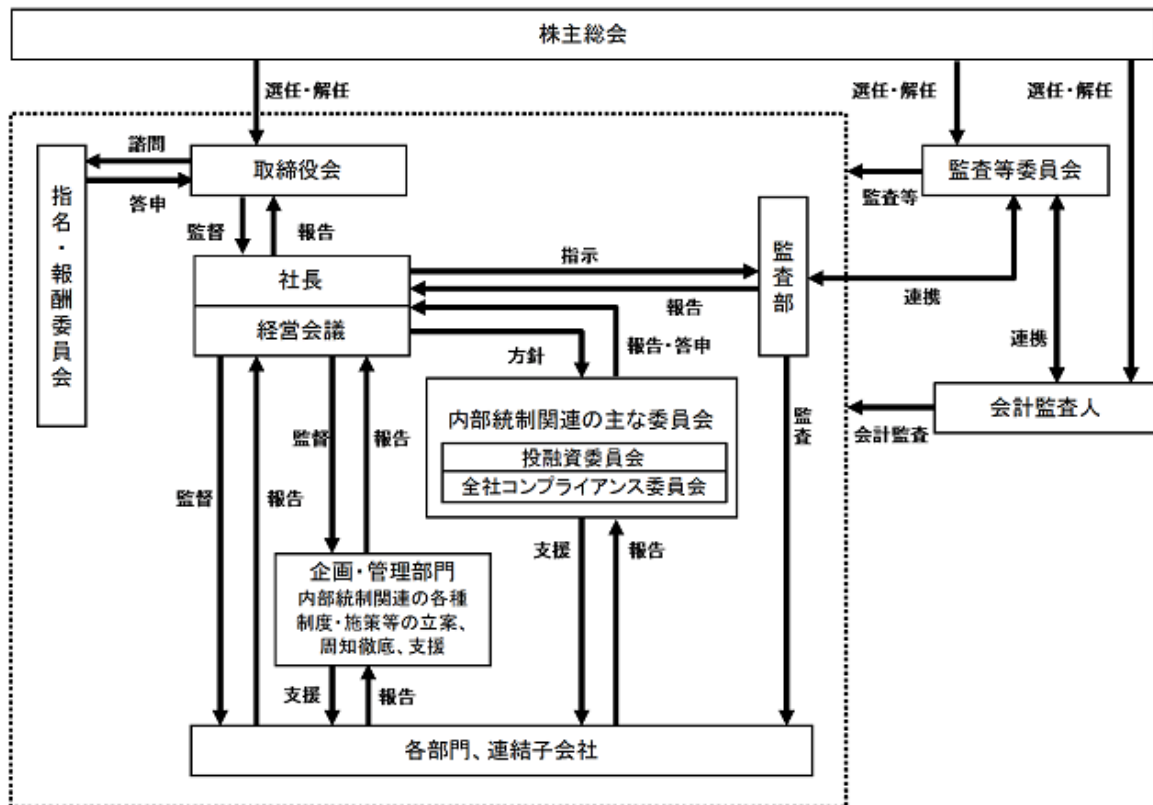 株主総会
選任・解任
選任・解任
選任・解任
諮問
答申
指名・報酬委員会
取締役会
監査等委員会
監査等
監督
報告
社長
経営会議
指示
報告
監査部
連携
連携
方針
報告・答申
会計監査人
会計監査
内部統制関連の主な委員会
投融資委員会
全社コンプライアンス委員会
監査
監督
報告
監督
報告
支援
報告
企画・管理部門
内部統制関連の各種
制度・施策等の立案、
周知徹底、支援
支援
報告
各部門、連結子会社